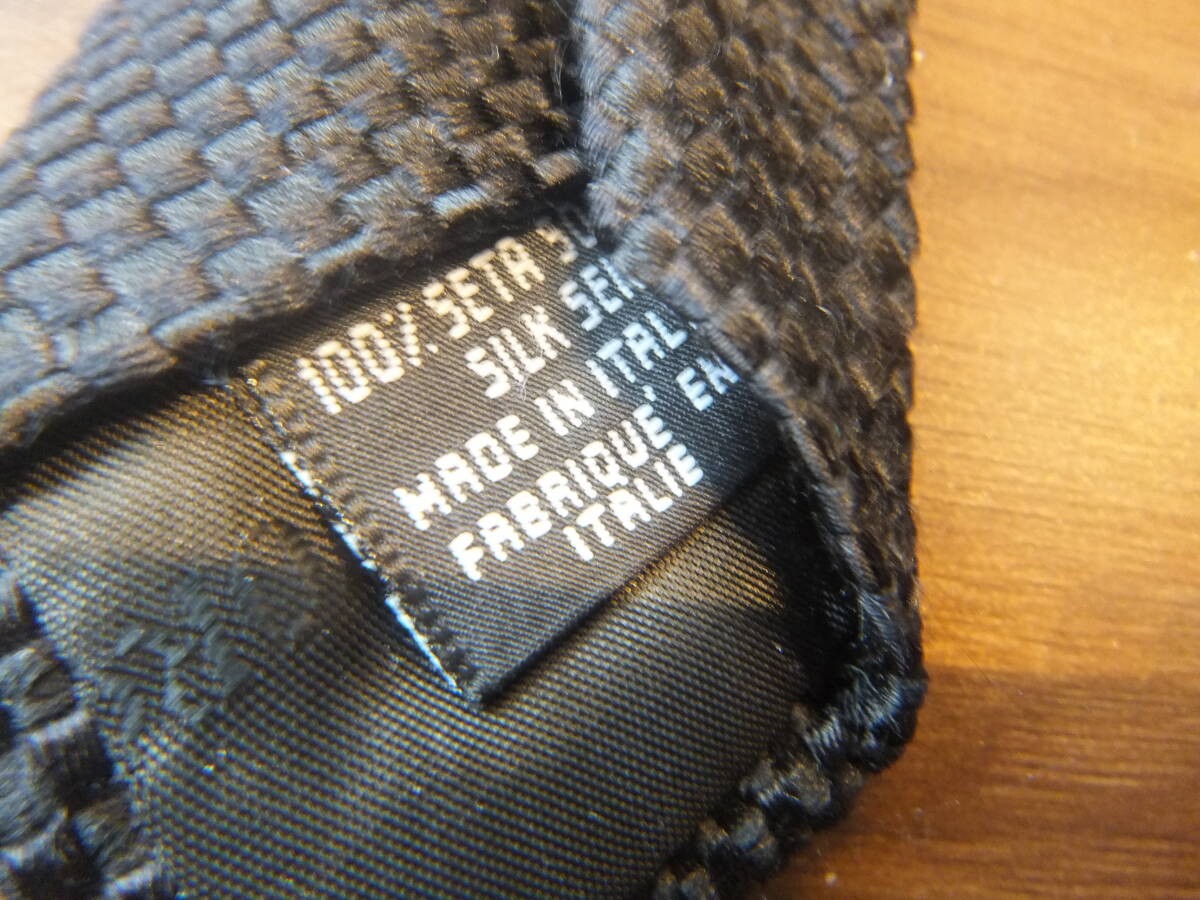 100% SETA
SILK
MADE IN ITAL
FABRIQUE, EN
ITALIE